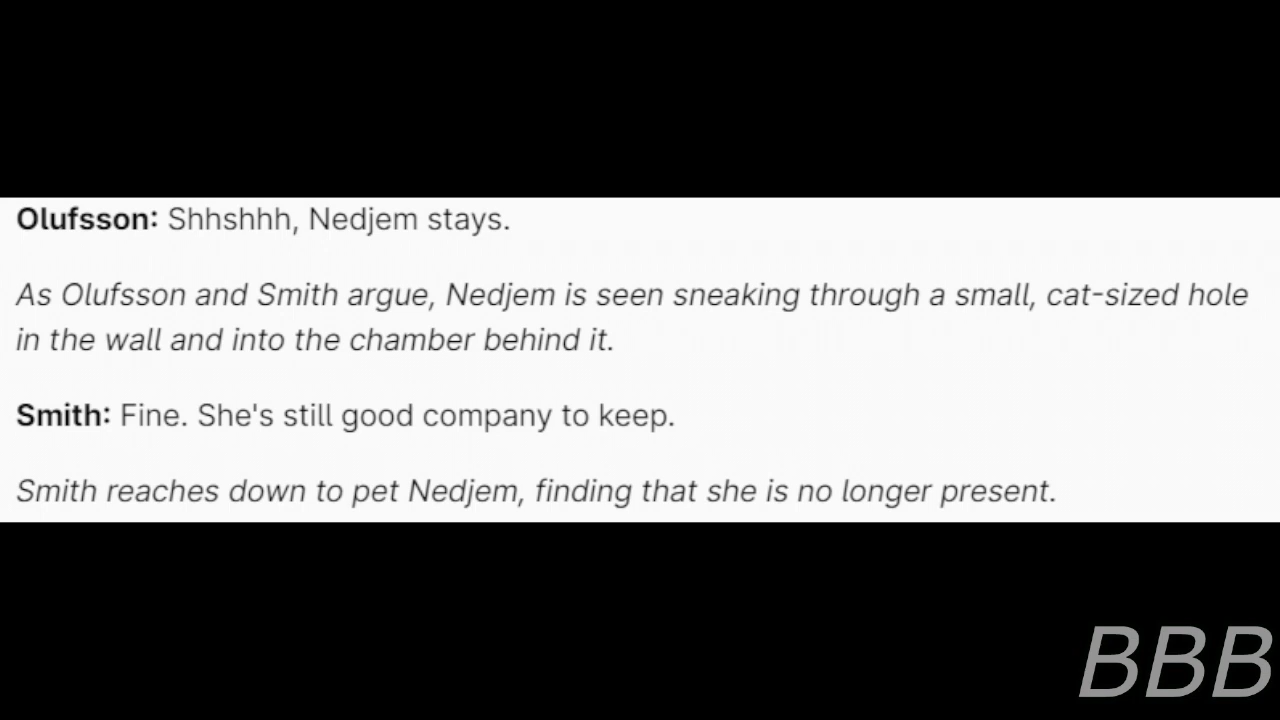 Olufsson: Shhshhh, Nedjem stays.
As Olufsson and Smith argue, Nedjem is seen sneaking through a small, cat-sized hole
in the wall and into the chamber behind it.
Smith: Fine. She's still good company to keep.
Smith reaches down to pet Nedjem, finding that she is no longer present.
BBB